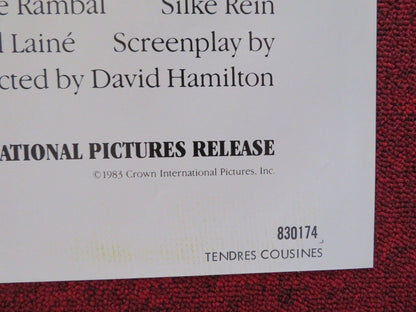 e Rambal Silke Rein
l Lainé Screenplay by
cted by David Hamilton
ATIONAL PICTURES RELEASE
©1983 Crown International Pictures, Inc.
830174
TENDRES COUSINES